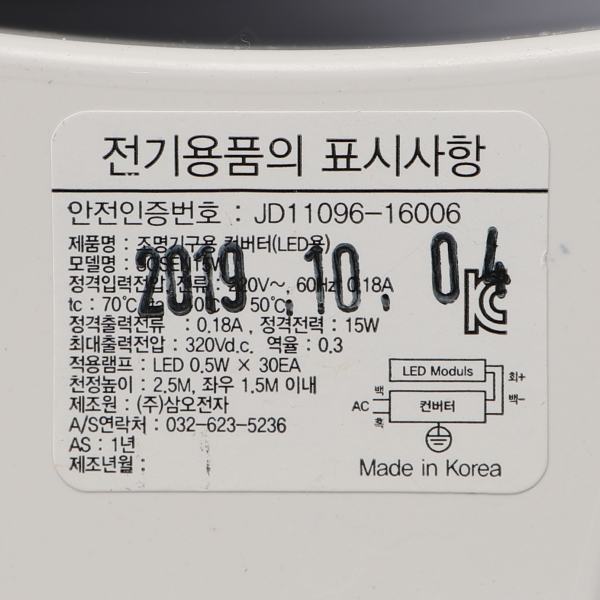 전기용품의 표시사항
안전인증번호 : JD11096-16006
제품명 : 조명기구용 컨버터(LED용)
모델명 :
2019.10.04
정격입력전압, 전류 : 220V~, 60Hz 0.18A
tc : 70℃ 50℃
정격출력전류 : 0.18A , 정격전력 : 15W
최대출력전압 : 320Vd.c. 역율 : 0.3
적용램프 : LED 0.5W × 30EA
천정높이 : 2.5M, 좌우 1.5M 이내
제조원 : (주)삼오전자
A/S연락처 : 032-623-5236
AS : 1년
제조년월 :
LED Moduls
회+
백-
백
AC
흑
컨버터
Made in Korea